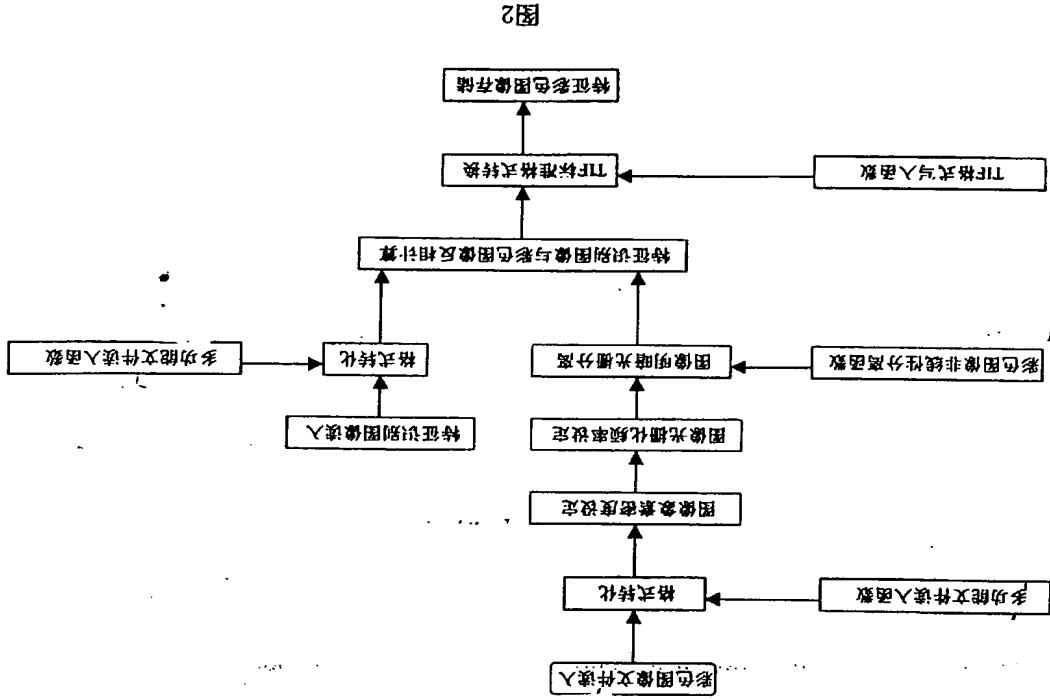 彩色图像文件读入
多功能文件读入函数
格式转化
图像象素密度设定
图像光栅化频率设定
特征识别图像读入
彩色图像非线性分离函数
图像明暗光栅分离
格式转化
多功能文件读入函数
特征识别图像与彩色图像反相计算
TIF格式写入函数
TIF标准格式转换
特征彩色图像存储
图2